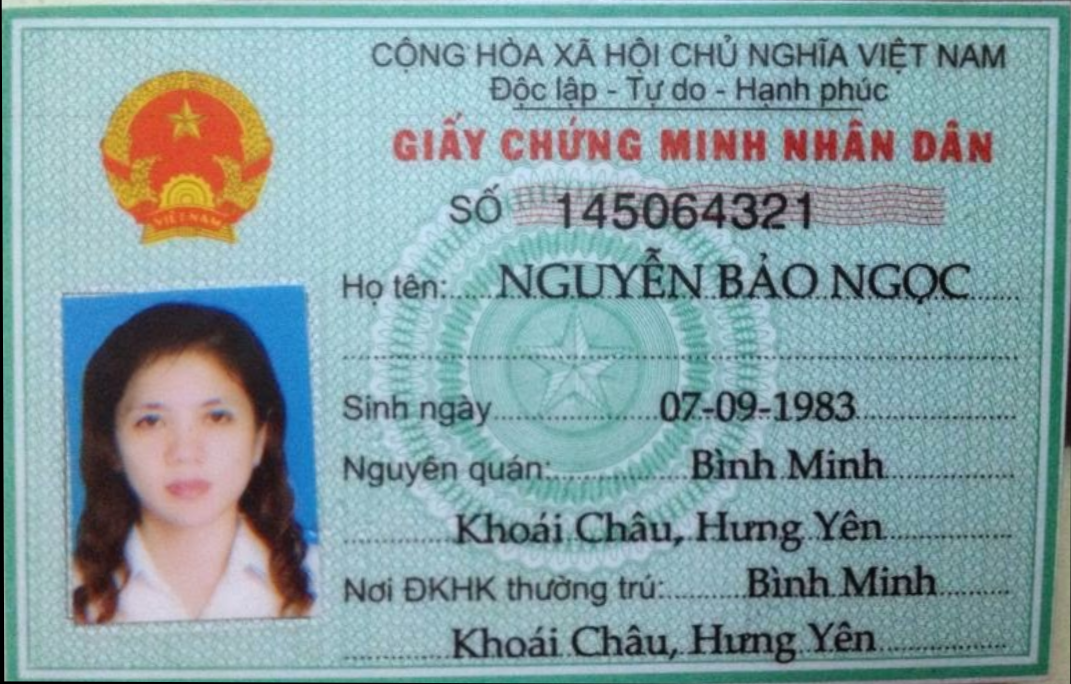 CỘNG HÒA XÃ HỘI CHỦ NGHĨA VIỆT NAM
Độc lập - Tự do - Hạnh phúc
GIẤY CHỨNG MINH NHÂN DÂN
SỐ 145064321
Họ tên: NGUYỄN BẢO NGỌC
Sinh ngày 07-09-1983
Nguyên quán: Bình Minh
Khoái Châu, Hưng Yên
Nơi ĐKHK thường trú: Bình Minh
Khoái Châu, Hưng Yên
VIỆT NAM